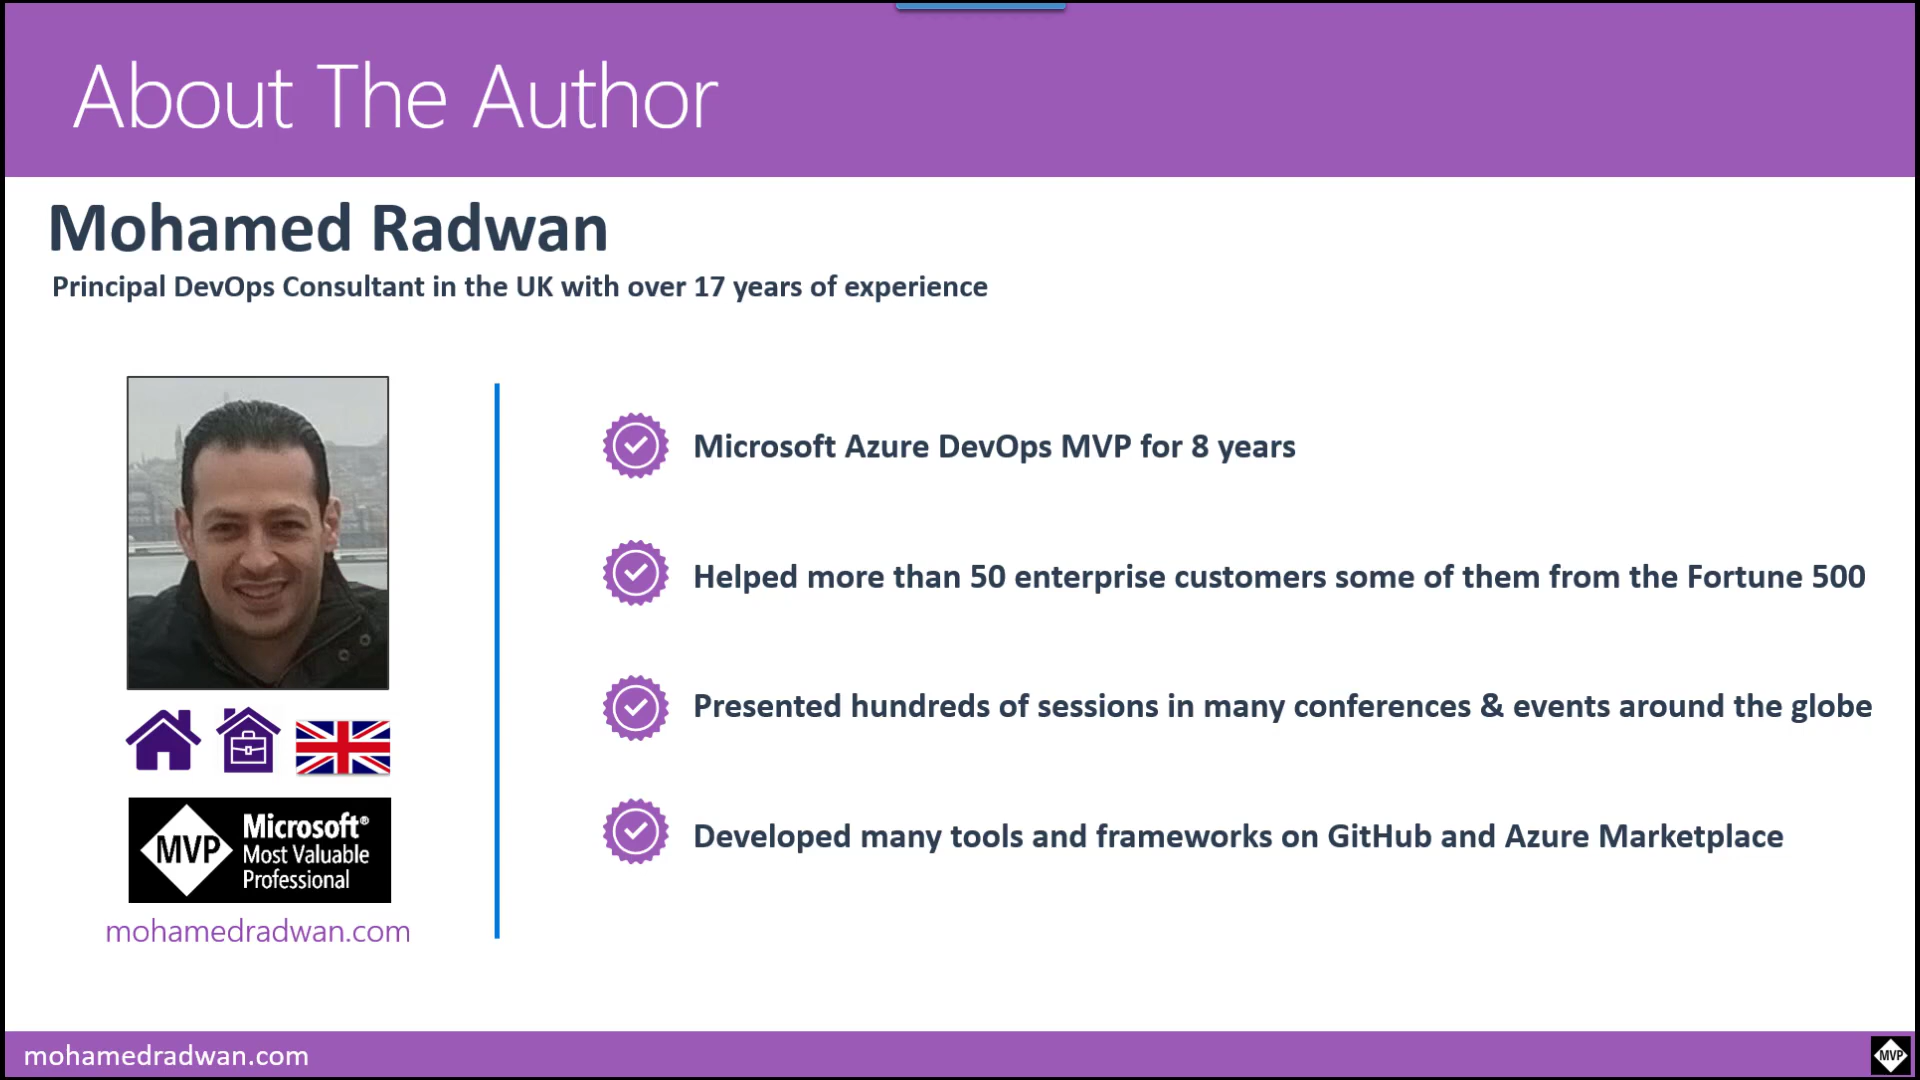 About The Author
Mohamed Radwan
Principal DevOps Consultant in the UK with over 17 years of experience
Microsoft Azure DevOps MVP for 8 years
Helped more than 50 enterprise customers some of them from the Fortune 500
Presented hundreds of sessions in many conferences & events around the globe
Developed many tools and frameworks on GitHub and Azure Marketplace
MVP
Microsoft®
Most Valuable
Professional
mohamedradwan.com
mohamedradwan.com
MVP